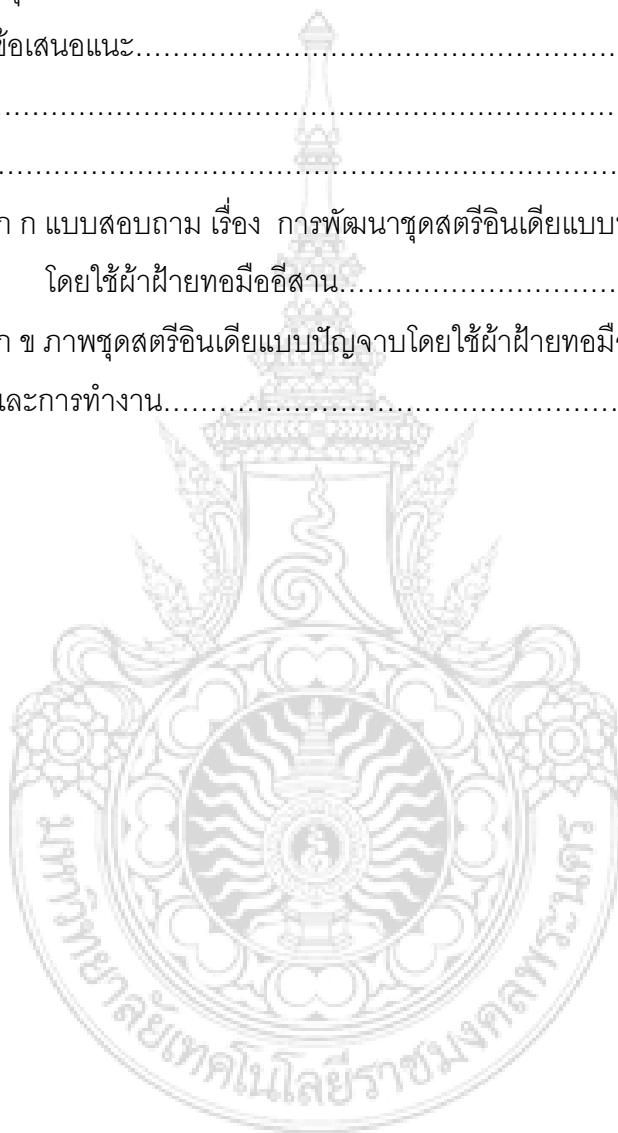 ข้อเสนอแนะ……………………………………………………
……………………………………………………………………
……………………………………………………………………
ก ก แบบสอบถาม เรื่อง การพัฒนาชุดสตรีอินเดียแบบ
โดยใช้ผ้าฝ้ายทอมืออีสาน……………………………
ก ข ภาพชุดสตรีอินเดียแบบปัญจาบโดยใช้ผ้าฝ้ายทอมือ
และการทำงาน……………………………………………
มหาวิทยาลัยเทคโนโลยีราชมงคลพระนคร